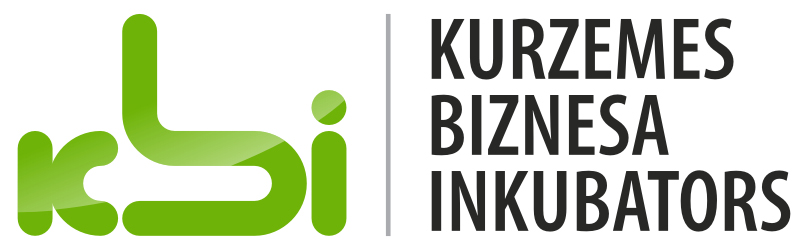 kbi
KURZEMES
BIZNESA
INKUBATORS